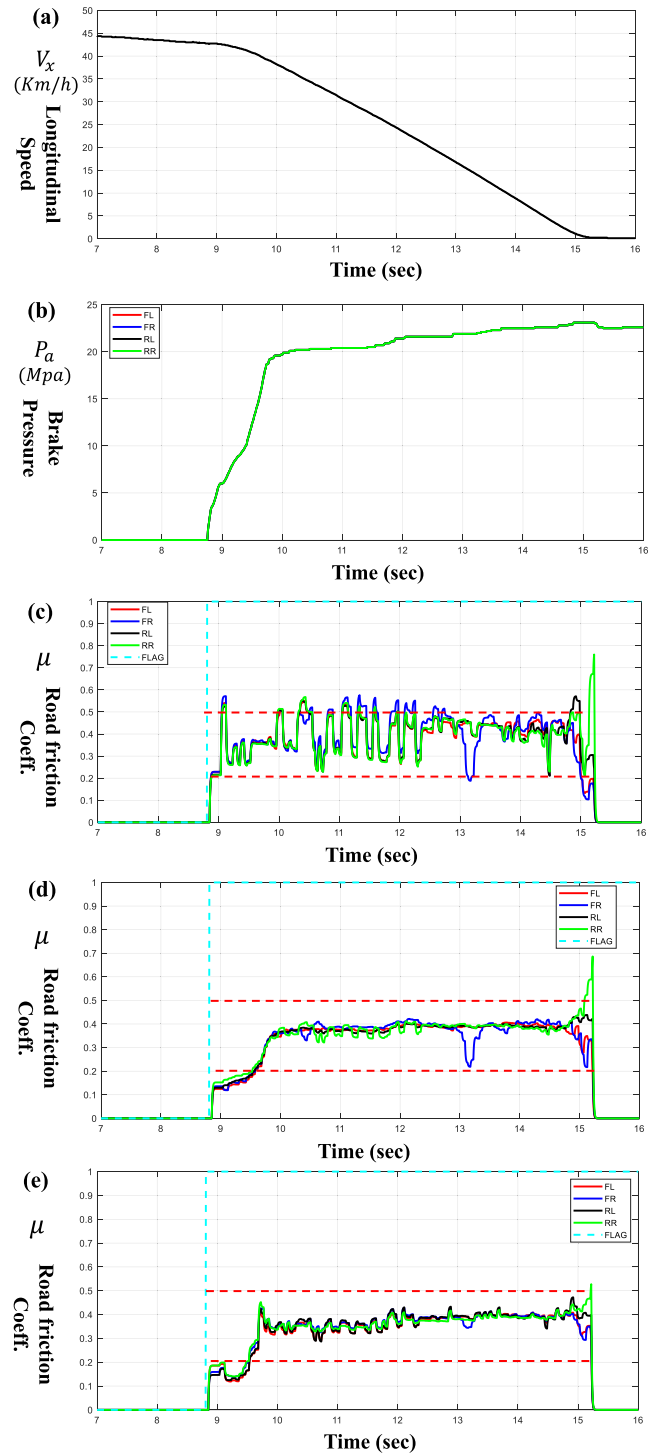 (a)
50
45
40
35
30
25
20
15
10
5
0
V_x
(Km/h)
Longitudinal
Speed
7 8 9 10 11 12 13 14 15 16
Time (sec)
(b)
25
20
15
10
5
0
P_a
(Mpa)
Brake
Pressure
FL
FR
RL
RR
7 8 9 10 11 12 13 14 15 16
Time (sec)
(c)
1
0.9
0.8
0.7
0.6
0.5
0.4
0.3
0.2
0.1
0
μ
Road friction
Coeff.
FL
FR
RL
RR
FLAG
7 8 9 10 11 12 13 14 15 16
Time (sec)
(d)
1
0.9
0.8
0.7
0.6
0.5
0.4
0.3
0.2
0.1
0
μ
Road friction
Coeff.
FL
FR
RL
RR
FLAG
7 8 9 10 11 12 13 14 15 16
Time (sec)
(e)
1
0.9
0.8
0.7
0.6
0.5
0.4
0.3
0.2
0.1
0
μ
Road friction
Coeff.
FL
FR
RL
RR
FLAG
7 8 9 10 11 12 13 14 15 16
Time (sec)